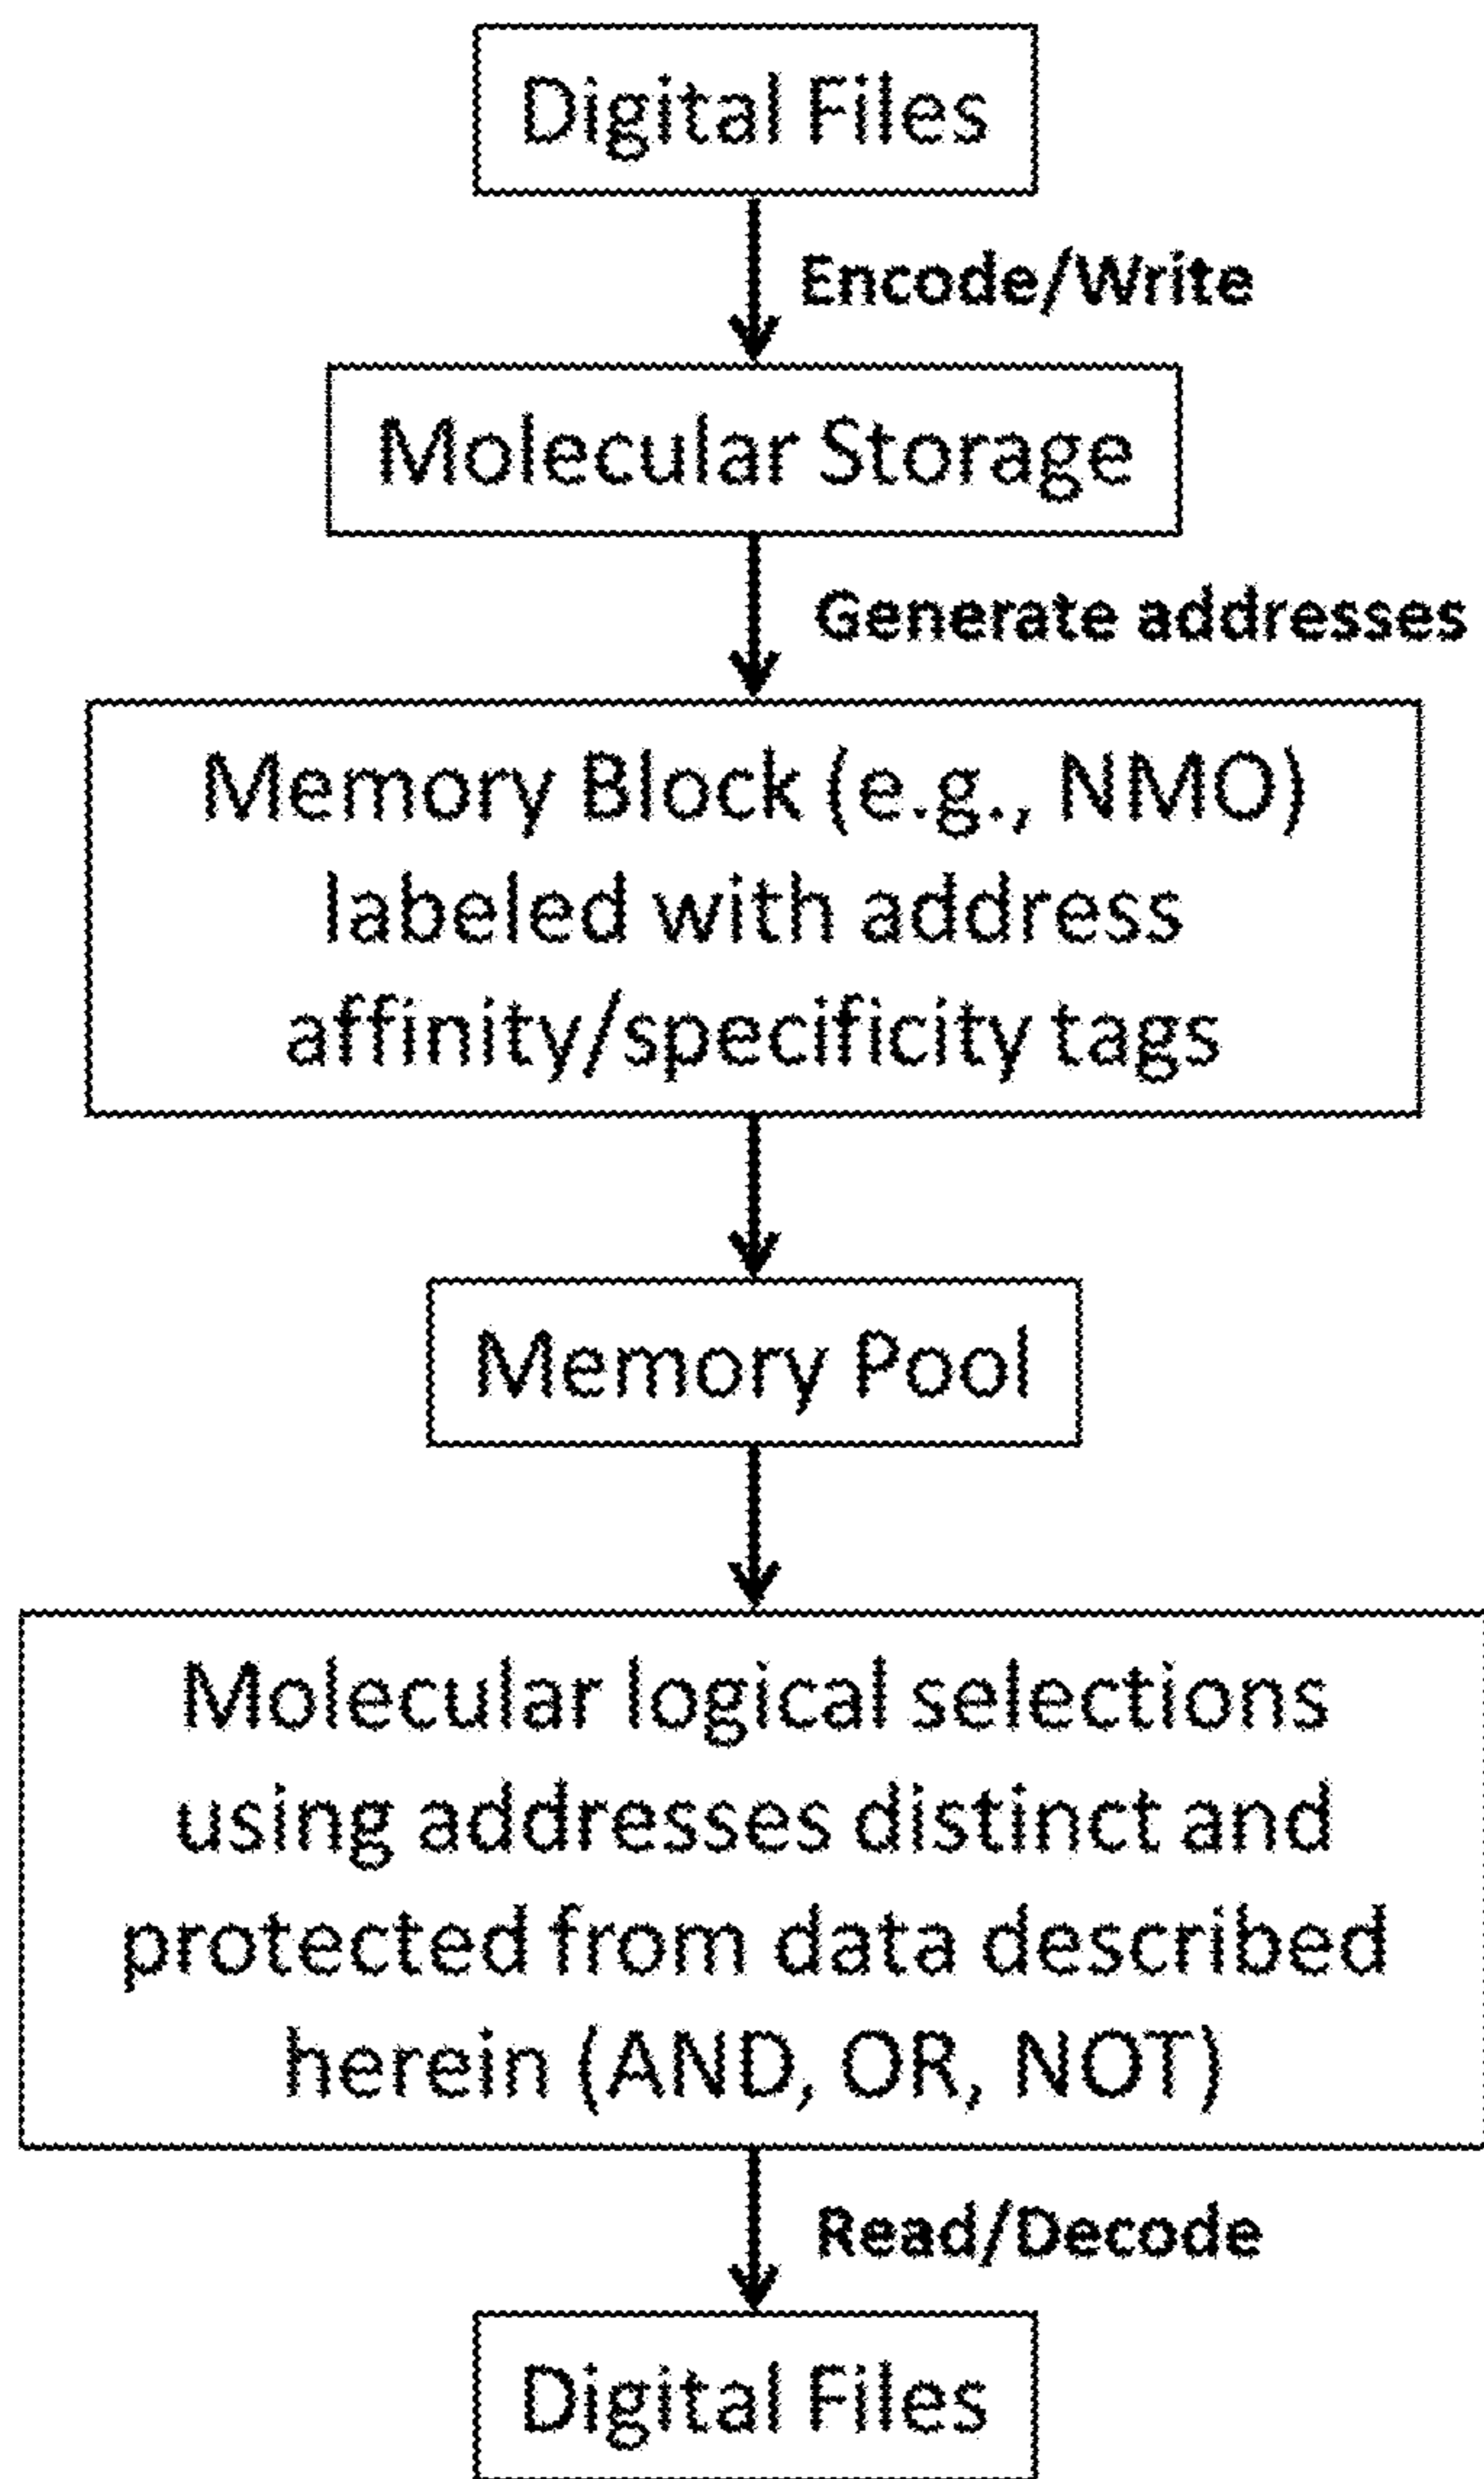 Digital Files
Encode/Write
Molecular Storage
Generate addresses
Memory Block (e.g., NMO)
labeled with address
affinity/specificity tags
Memory Pool
Molecular logical selections
using addresses distinct and
protected from data described
herein (AND, OR, NOT)
Read/Decode
Digital Files